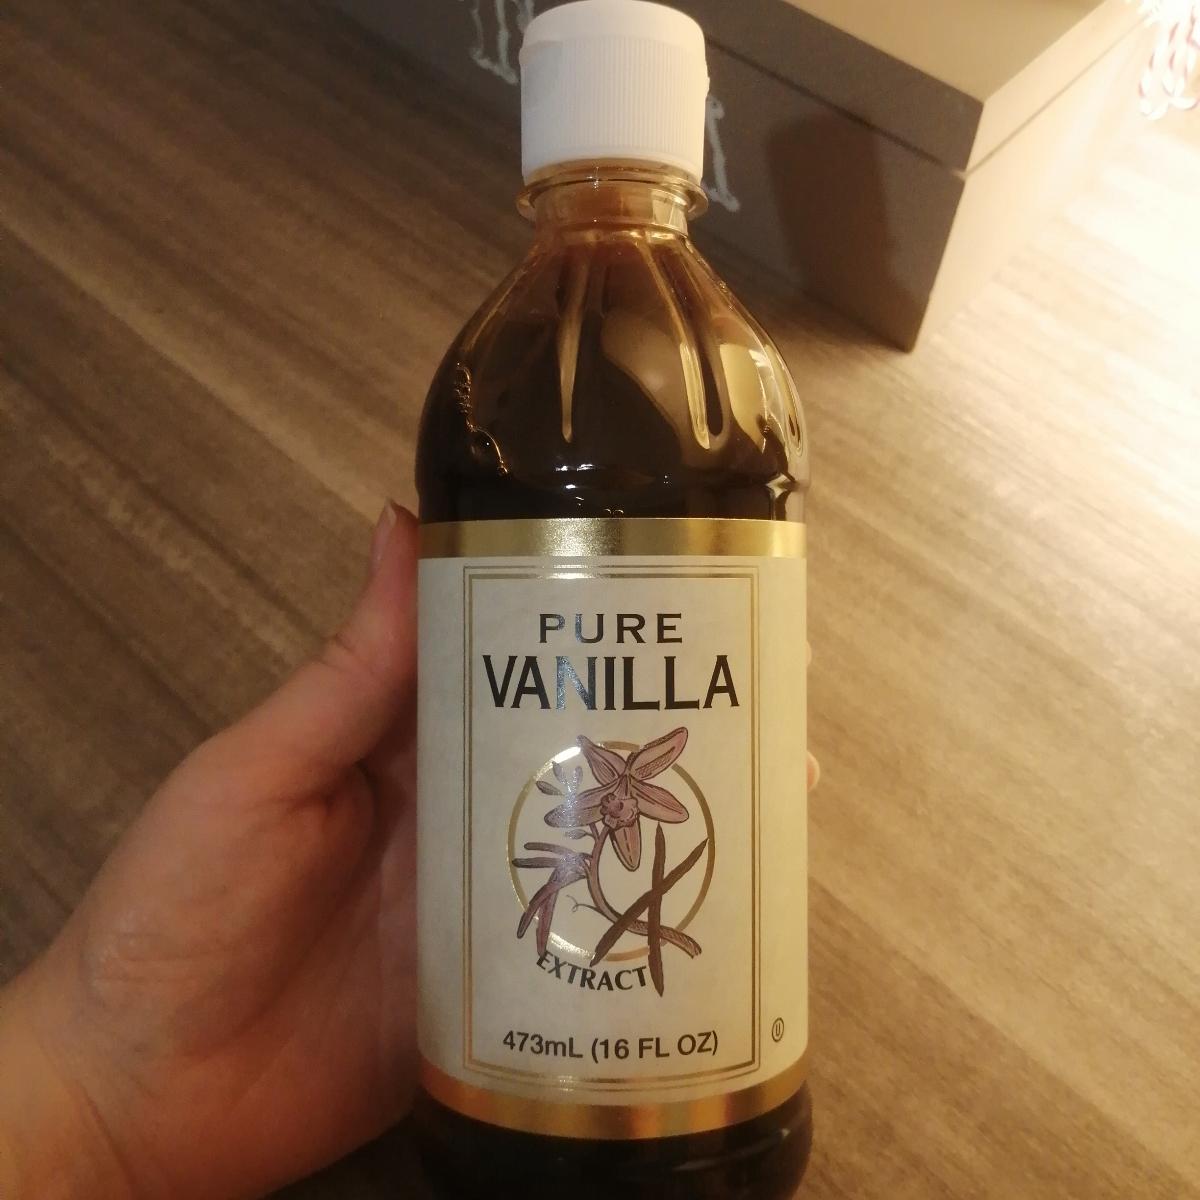 PURE
VANILLA
EXTRACT
473mL (16 FL OZ)
U